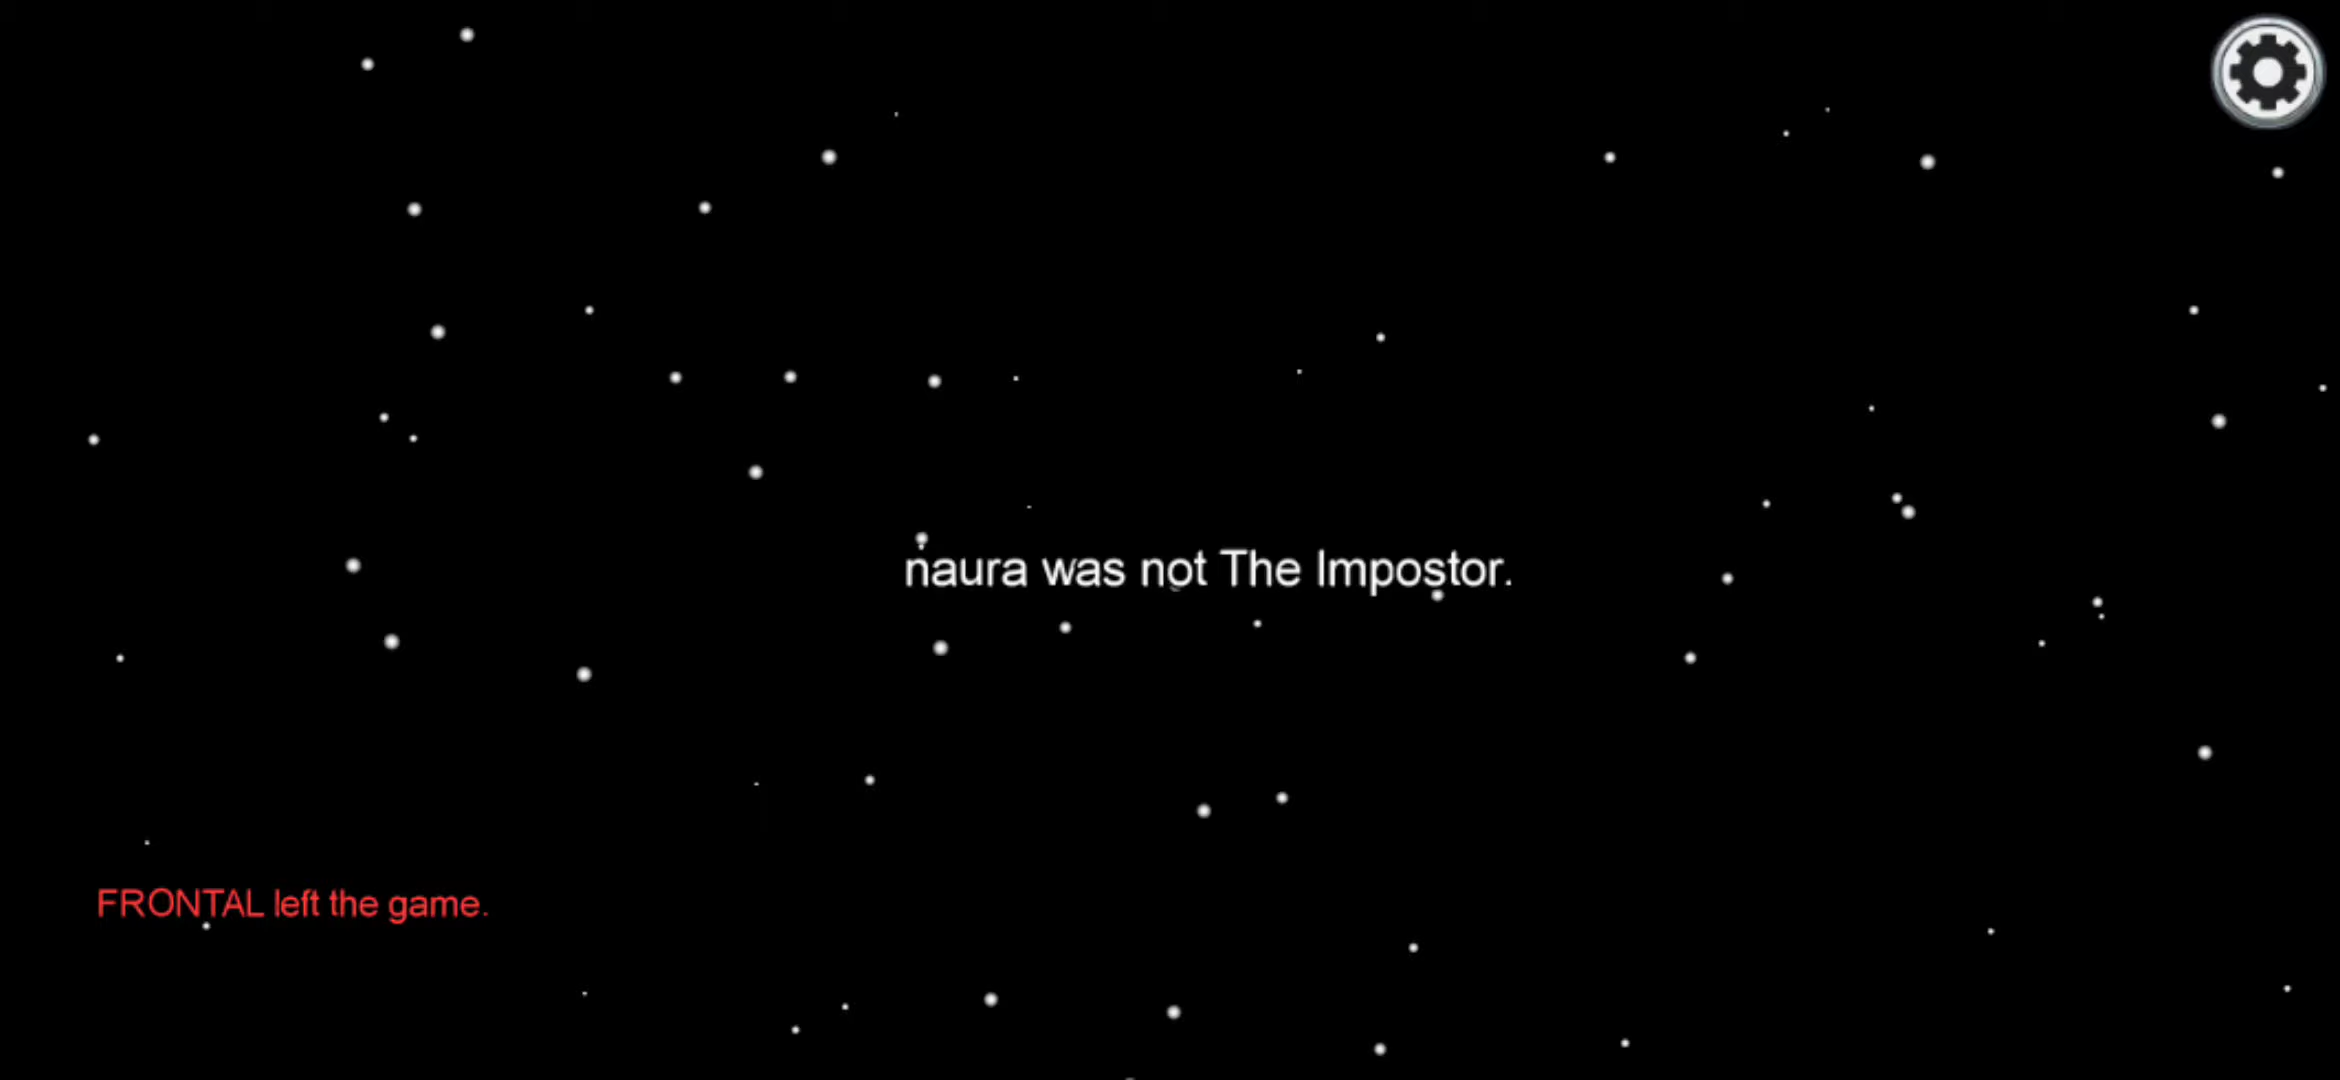 naura was not The Impostor.
FRONTAL left the game.